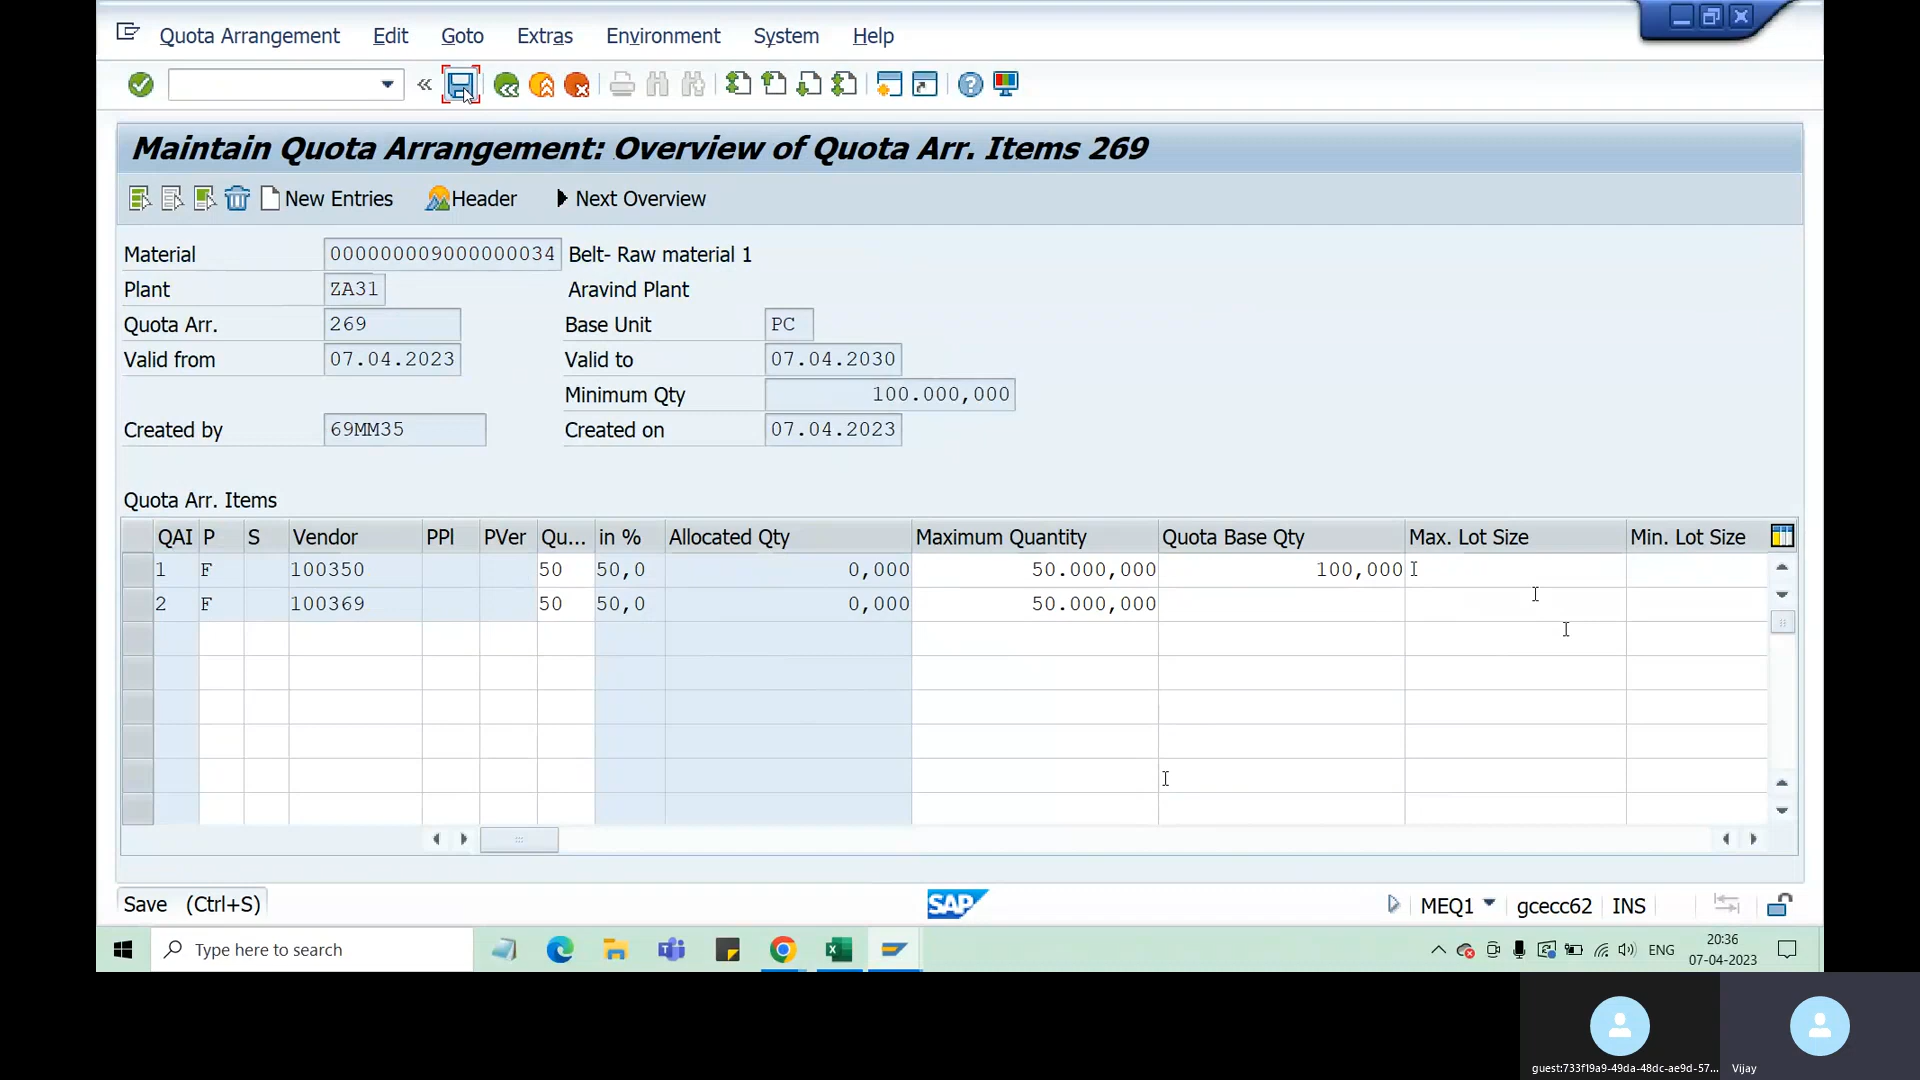 Quota Arrangement Edit Goto Extras Environment System Help
Maintain Quota Arrangement: Overview of Quota Arr. Items 269
New Entries Header Next Overview
Material 000000009000000034 Belt- Raw material 1
Plant ZA31 Aravind Plant
Quota Arr. 269 Base Unit PC
Valid from 07.04.2023 Valid to 07.04.2030
Minimum Qty 100.000,000
Created by 69MM35 Created on 07.04.2023
Quota Arr. Items
QAI P S Vendor PPl PVer Qu... in % Allocated Qty Maximum Quantity Quota Base Qty Max. Lot Size Min. Lot Size
1 F 100350 50 50,0 0,000 50.000,000 100,000
2 F 100369 50 50,0 0,000 50.000,000
Save (Ctrl+S) SAP MEQ1 gcecc62 INS
Type here to search ENG 20:36
07-04-2023
guest:733f19a9-49da-48dc-ae9d-57... Vijay